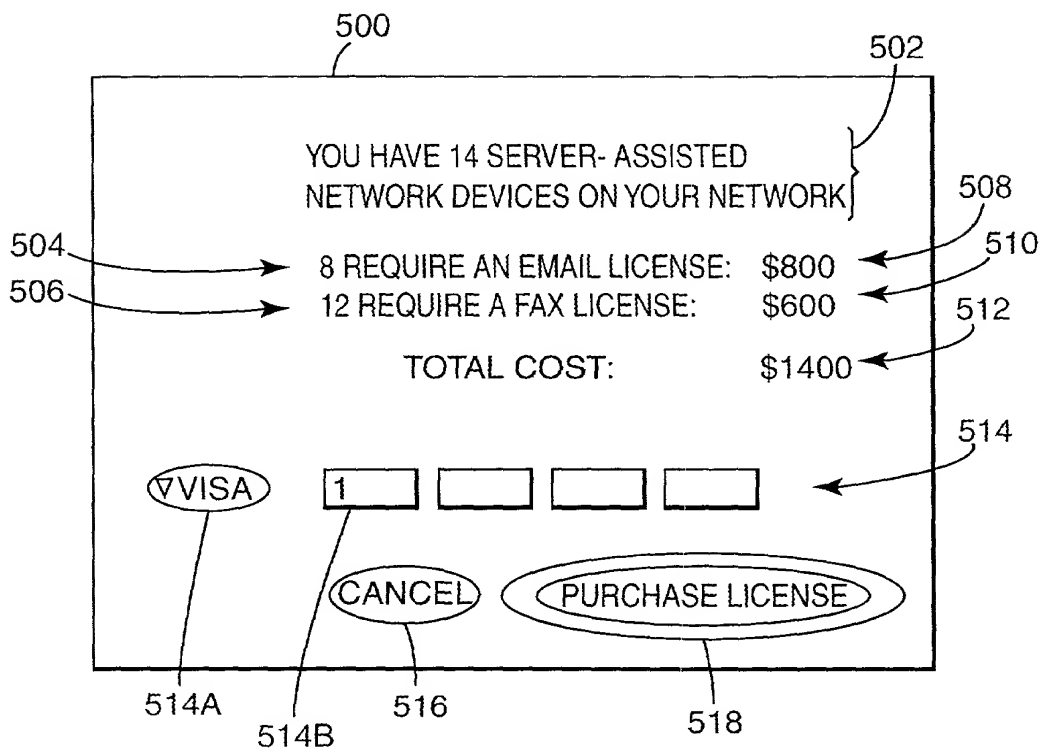 500
502
YOU HAVE 14 SERVER- ASSISTED
NETWORK DEVICES ON YOUR NETWORK
508
504
8 REQUIRE AN EMAIL LICENSE: $800
510
506
12 REQUIRE A FAX LICENSE: $600
512
TOTAL COST: $1400
514
▽VISA 1
CANCEL PURCHASE LICENSE
514A
514B
516
518